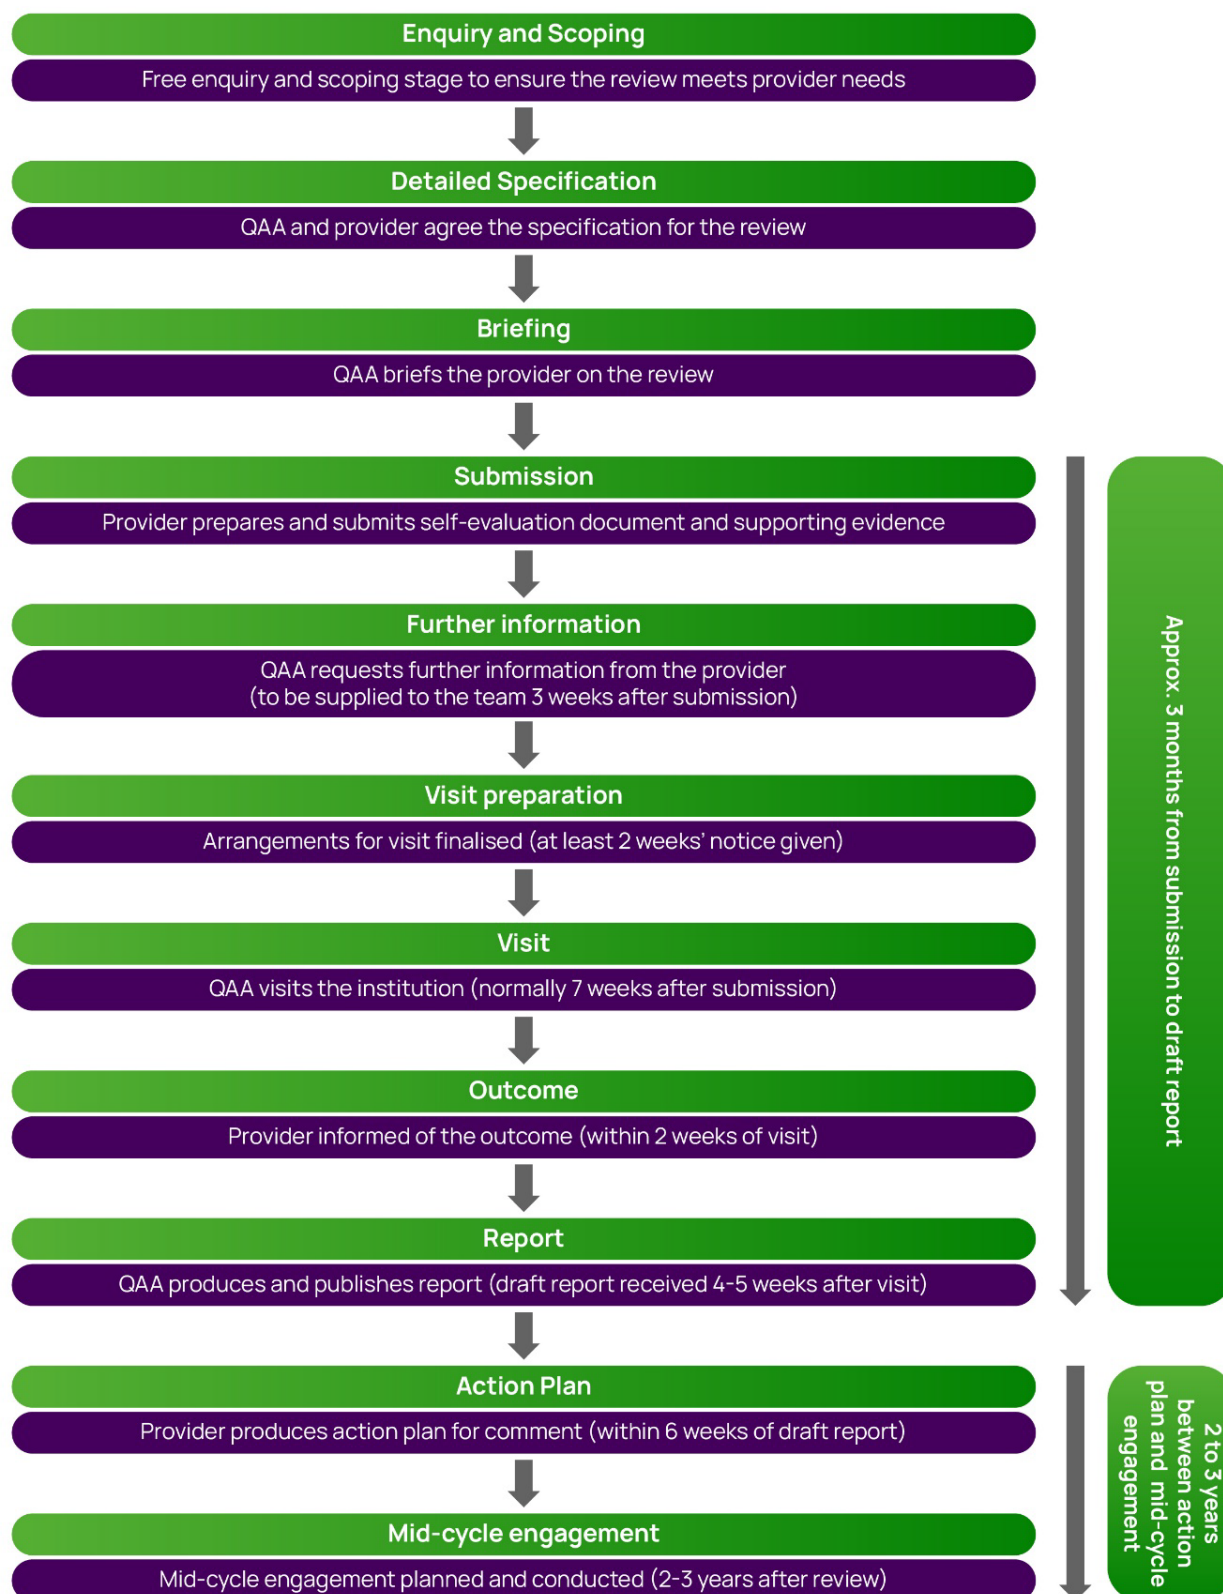 Enquiry and Scoping
Free enquiry and scoping stage to ensure the review meets provider needs
Detailed Specification
QAA and provider agree the specification for the review
Briefing
QAA briefs the provider on the review
Submission
Provider prepares and submits self-evaluation document and supporting evidence
Further information
QAA requests further information from the provider
(to be supplied to the team 3 weeks after submission)
Visit preparation
Arrangements for visit finalised (at least 2 weeks’ notice given)
Visit
QAA visits the institution (normally 7 weeks after submission)
Outcome
Provider informed of the outcome (within 2 weeks of visit)
Report
QAA produces and publishes report (draft report received 4-5 weeks after visit)
Approx. 3 months from submission to draft report
Action Plan
Provider produces action plan for comment (within 6 weeks of draft report)
Mid-cycle engagement
Mid-cycle engagement planned and conducted (2-3 years after review)
2 to 3 years
between action
plan and mid-cycle
engagement